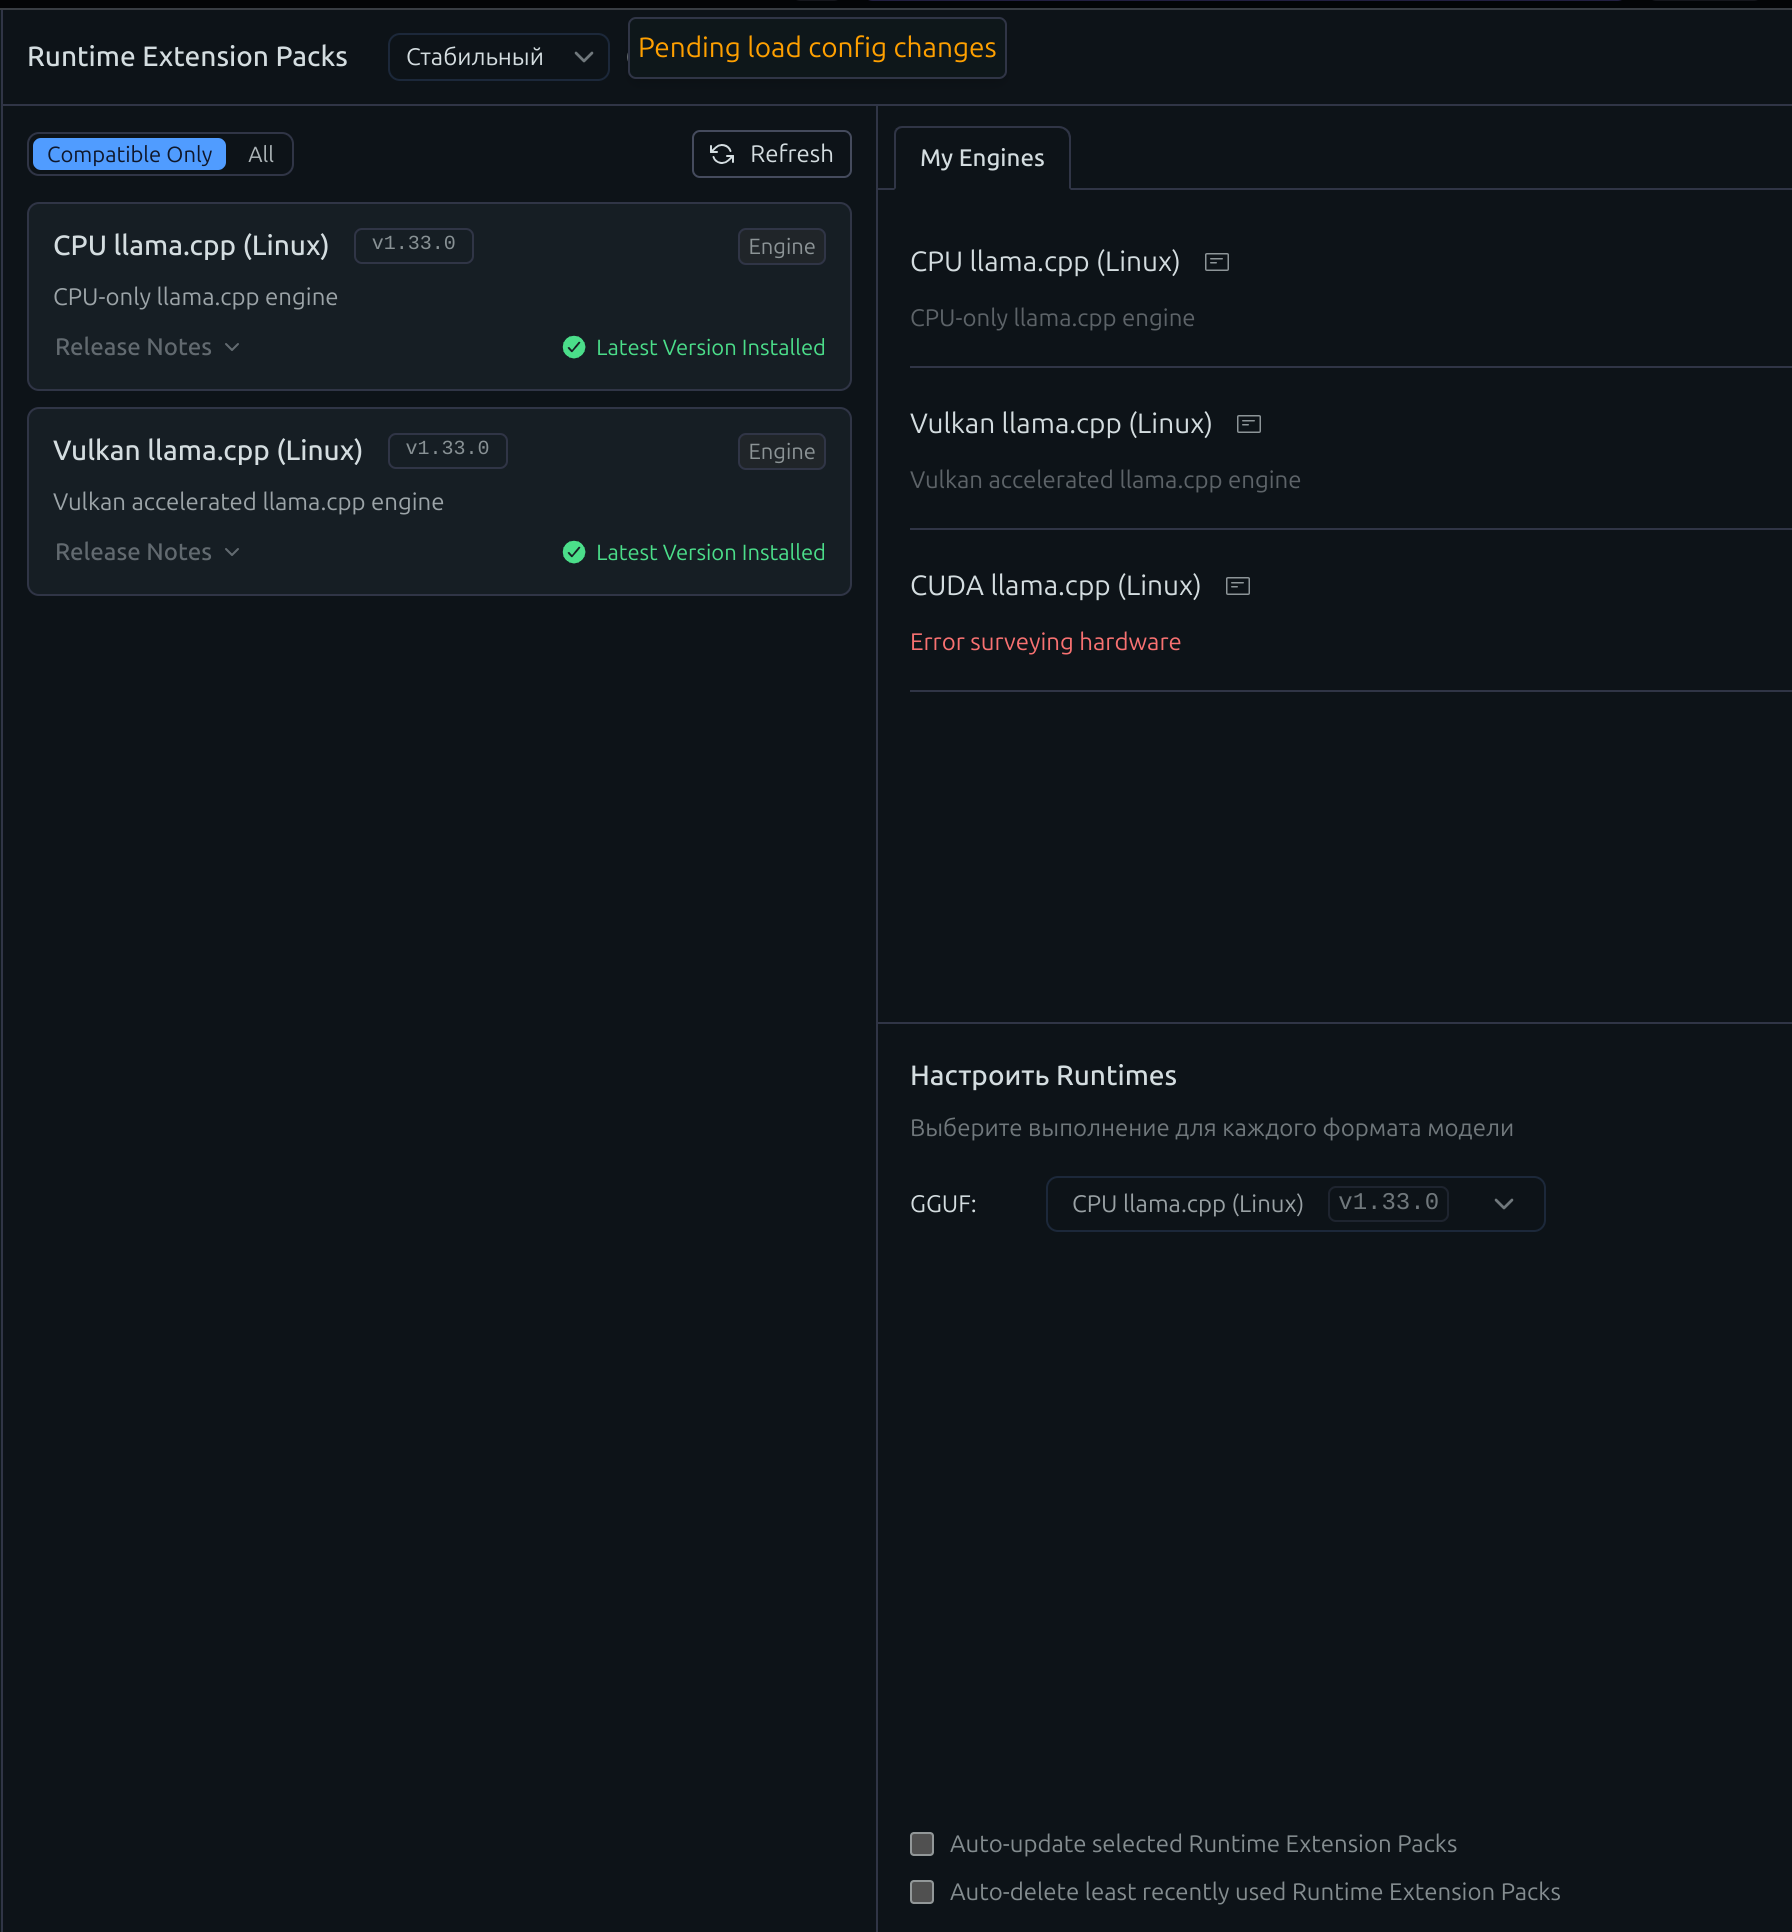 Runtime Extension Packs
Стабильный
Pending load config changes
Compatible Only
All
Refresh
CPU llama.cpp (Linux) v1.33.0 Engine
CPU-only llama.cpp engine
Release Notes
Latest Version Installed
Vulkan llama.cpp (Linux) v1.33.0 Engine
Vulkan accelerated llama.cpp engine
Release Notes
Latest Version Installed
My Engines
CPU llama.cpp (Linux)
CPU-only llama.cpp engine
Vulkan llama.cpp (Linux)
Vulkan accelerated llama.cpp engine
CUDA llama.cpp (Linux)
Error surveying hardware
Настроить Runtimes
Выберите выполнение для каждого формата модели
GGUF: CPU llama.cpp (Linux) v1.33.0
Auto-update selected Runtime Extension Packs
Auto-delete least recently used Runtime Extension Packs